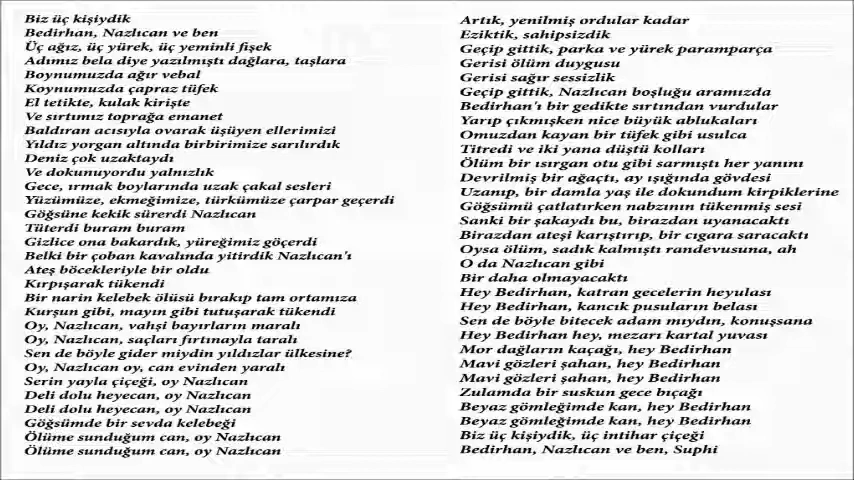 Biz üç kişiydik
Bedirhan, Nazlıcan ve ben
Üç ağız, üç yürek, üç yeminli fişek
Adımız bela diye yazılmıştı dağlara, taşlara
Boynumuzda ağır vebal
Koynumuzda çapraz tüfek
El tetikte, kulak kirişte
Ve sırtımız toprağa emanet
Baldıran acısıyla ovarak üşüyen ellerimizi
Yıldız yorgan altında birbirimize sarılırdık
Deniz çok uzaktaydı
Ve dokunuyordu yalnızlık
Gece, ırmak boylarında uzak çakal sesleri
Yüzümüze, ekmeğimize, türkümüze çarpar geçerdi
Göğsüne kekik sürerdi Nazlıcan
Tüterdi buram buram
Gizlice ona bakardık, yüreğimiz göçerdi
Belki bir çoban kavalında yitirdik Nazlıcan'ı
Ateş böcekleriyle bir oldu
Kırpışarak tükendi
Bir narin kelebek ölüsü bırakıp tam ortamıza
Kurşun gibi, mayın gibi tutuşarak tükendi
Oy, Nazlıcan, vahşi bayırların maralı
Oy, Nazlıcan, saçları fırtınayla taralı
Sen de böyle gider miydin yıldızlar ülkesine?
Oy, Nazlıcan oy, can evinden yaralı
Serin yayla çiçeği, oy Nazlıcan
Deli dolu heyecan, oy Nazlıcan
Deli dolu heyecan, oy Nazlıcan
Göğsümde bir sevda kelebeği
Ölüme sunduğum can, oy Nazlıcan
Ölüme sunduğum can, oy Nazlıcan
Artık, yenilmiş ordular kadar
Eziktik, sahipsizdik
Geçip gittik, parka ve yürek paramparça
Gerisi ölüm duygusu
Gerisi sağır sessizlik
Geçip gittik, Nazlıcan boşluğu aramızda
Bedirhan'ı bir gedikte sırtından vurdular
Yarıp çıkmışken nice büyük ablukaları
Omuzdan kayan bir tüfek gibi usulca
Titredi ve iki yana düştü kolları
Ölüm bir ısırgan otu gibi sarmıştı her yanını
Devrilmiş bir ağaçtı, ay ışığında gövdesi
Uzanıp, bir damla yaş ile dokundum kirpiklerine
Göğsümü çatlatırken nabzının tükenmiş sesi
Sanki bir şakaydı bu, birazdan uyanacaktı
Birazdan ateşi karıştırıp, bir cıgara saracaktı
Oysa ölüm, sadık kalmıştı randevusuna, ah
O da Nazlıcan gibi
Bir daha olmayacaktı
Hey Bedirhan, katran gecelerin heyulası
Hey Bedirhan, kancık pusuların belası
Sen de böyle bitecek adam mıydın, konuşsana
Hey Bedirhan hey, mezarı kartal yuvası
Mor dağların kaçağı, hey Bedirhan
Mavi gözleri şahan, hey Bedirhan
Mavi gözleri şahan, hey Bedirhan
Zulamda bir suskun gece bıçağı
Beyaz gömleğimde kan, hey Bedirhan
Beyaz gömleğimde kan, hey Bedirhan
Biz üç kişiydik, üç intihar çiçeği
Bedirhan, Nazlıcan ve ben, Suphi